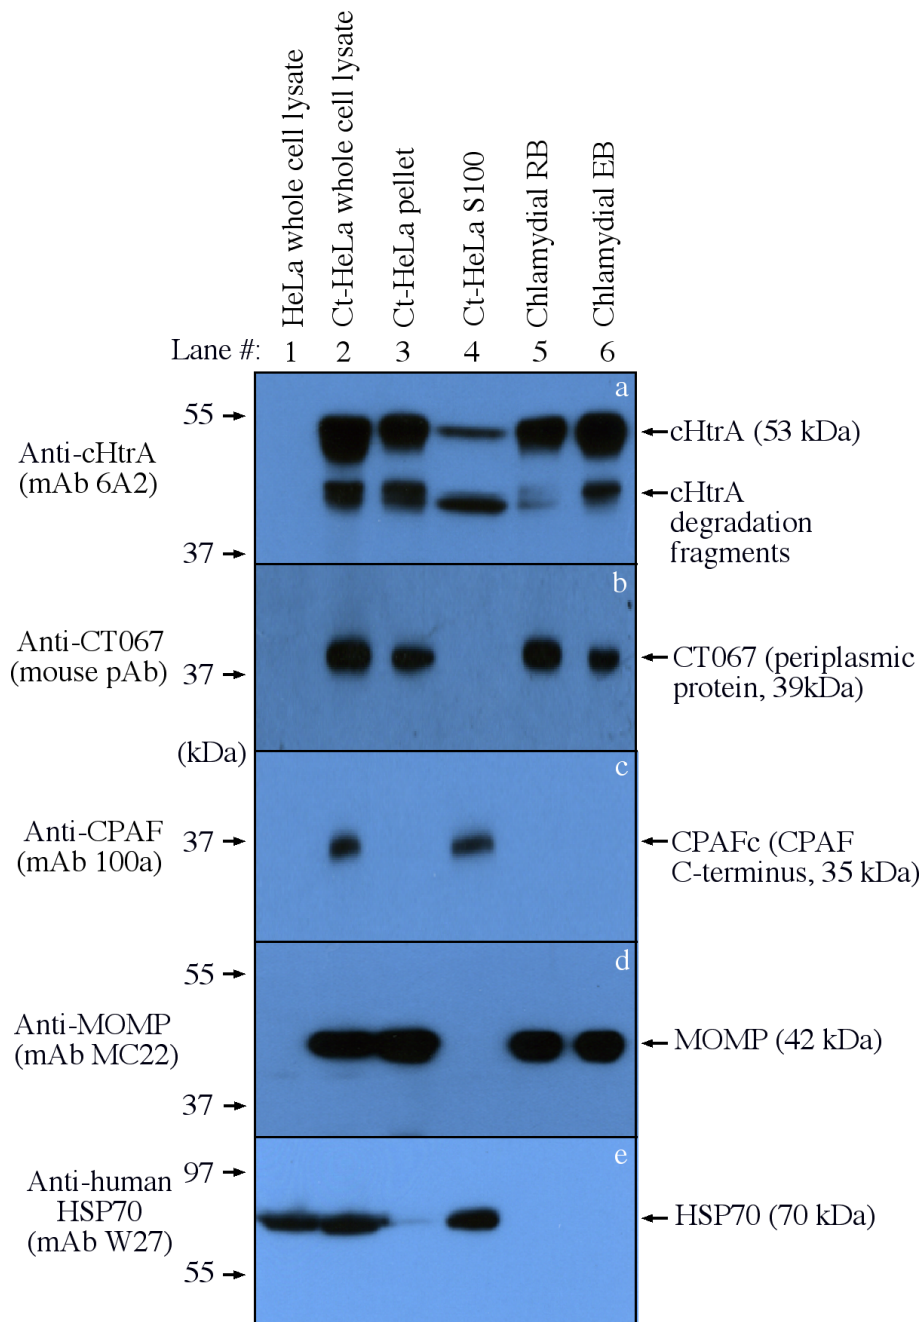 HeLa whole cell lysate
Ct-HeLa whole cell lysate
Ct-HeLa pellet
Ct-HeLa S100
Chlamydial RB
Chlamydial EB
Lane #: 1 2 3 4 5 6
a
55
Anti-cHtrA
(mAb 6A2)
37
cHtrA (53 kDa)
cHtrA
degradation
fragments
b
Anti-CT067
(mouse pAb)
37
CT067 (periplasmic
protein, 39kDa)
(kDa)
c
Anti-CPAF
(mAb 100a)
37
CPAFc (CPAF
C-terminus, 35 kDa)
d
55
Anti-MOMP
(mAb MC22)
37
MOMP (42 kDa)
e
97
Anti-human
HSP70
(mAb W27)
55
HSP70 (70 kDa)